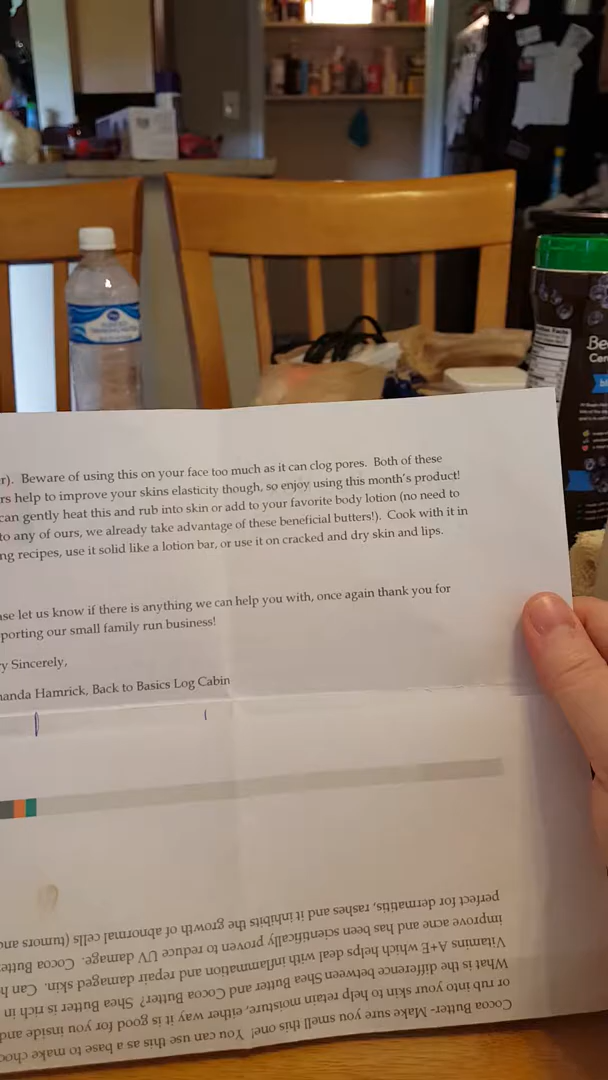 r). Beware of using this on your face too much as it can clog pores. Both of these
rs help to improve your skins elasticity though, so enjoy using this month's product!
can gently heat this and rub into skin or add to your favorite body lotion (no need to
to any of ours, we already take advantage of these beneficial butters!). Cook with it in
ng recipes, use it solid like a lotion bar, or use it on cracked and dry skin and lips.
ase let us know if there is anything we can help you with, once again thank you for
porting our small family run business!
y Sincerely,
anda Hamrick, Back to Basics Log Cabin
Cocoa Butter- Make sure you smell this one! You can use this as a base to make choc
or rub into your skin to help retain moisture, either way it is good for you inside and
What is the difference between Shea Butter and Cocoa Butter? Shea Butter is rich in
Vitamins A+E which helps deal with inflammation and repair damaged skin. Can h
improve acne and has been scientifically proven to reduce UV damage. Cocoa Butte
perfect for dermatitis, rashes and it inhibits the growth of abnormal cells (tumors an
Be